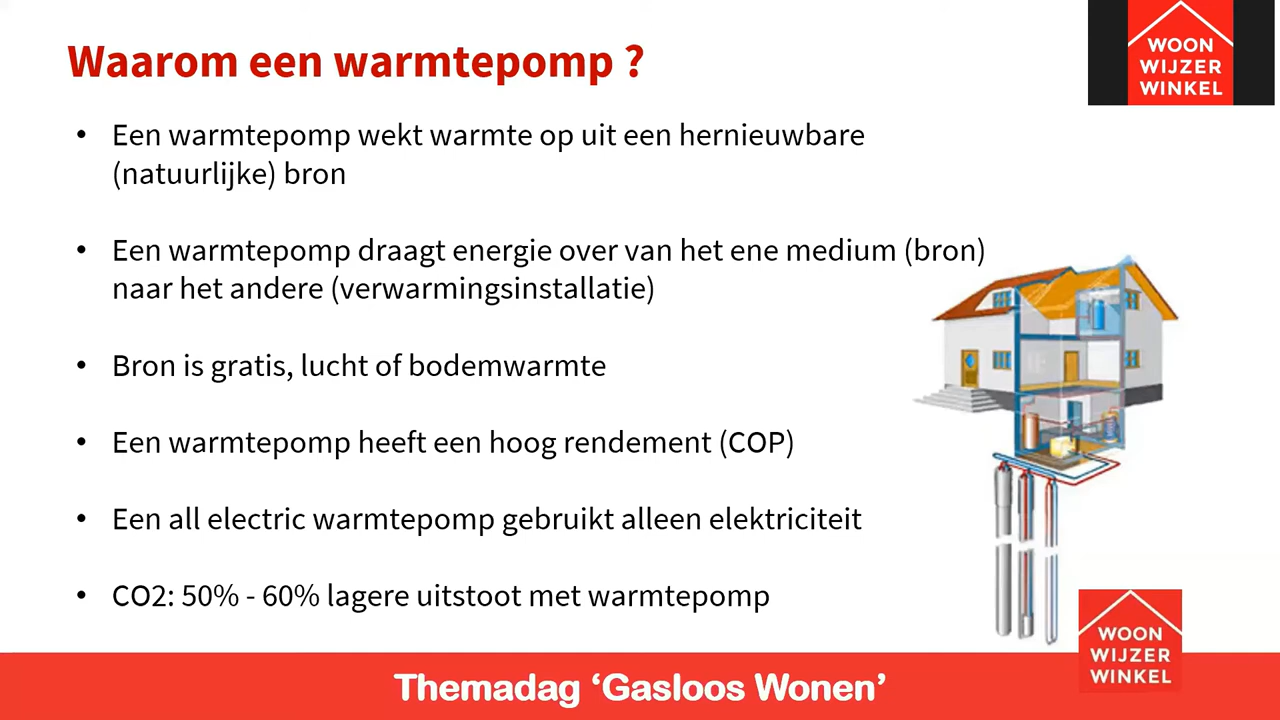 Waarom een warmtepomp ?
WOON
WIJZER
WINKEL
• Een warmtepomp wekt warmte op uit een hernieuwbare
(natuurlijke) bron
• Een warmtepomp draagt energie over van het ene medium (bron)
naar het andere (verwarmingsinstallatie)
• Bron is gratis, lucht of bodemwarmte
• Een warmtepomp heeft een hoog rendement (COP)
• Een all electric warmtepomp gebruikt alleen elektriciteit
• CO2: 50% - 60% lagere uitstoot met warmtepomp
WOON
WIJZER
WINKEL
Themadag ‘Gasloos Wonen’